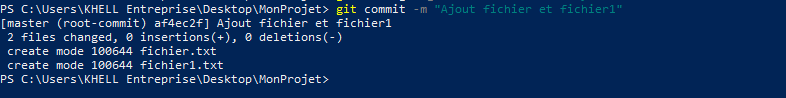 PS C:\Users\KHELL Entreprise\Desktop\MonProjet> git commit -m "Ajout fichier et fichier1"
[master (root-commit) af4ec2f] Ajout fichier et fichier1
 2 files changed, 0 insertions(+), 0 deletions(-)
 create mode 100644 fichier.txt
 create mode 100644 fichier1.txt
PS C:\Users\KHELL Entreprise\Desktop\MonProjet>